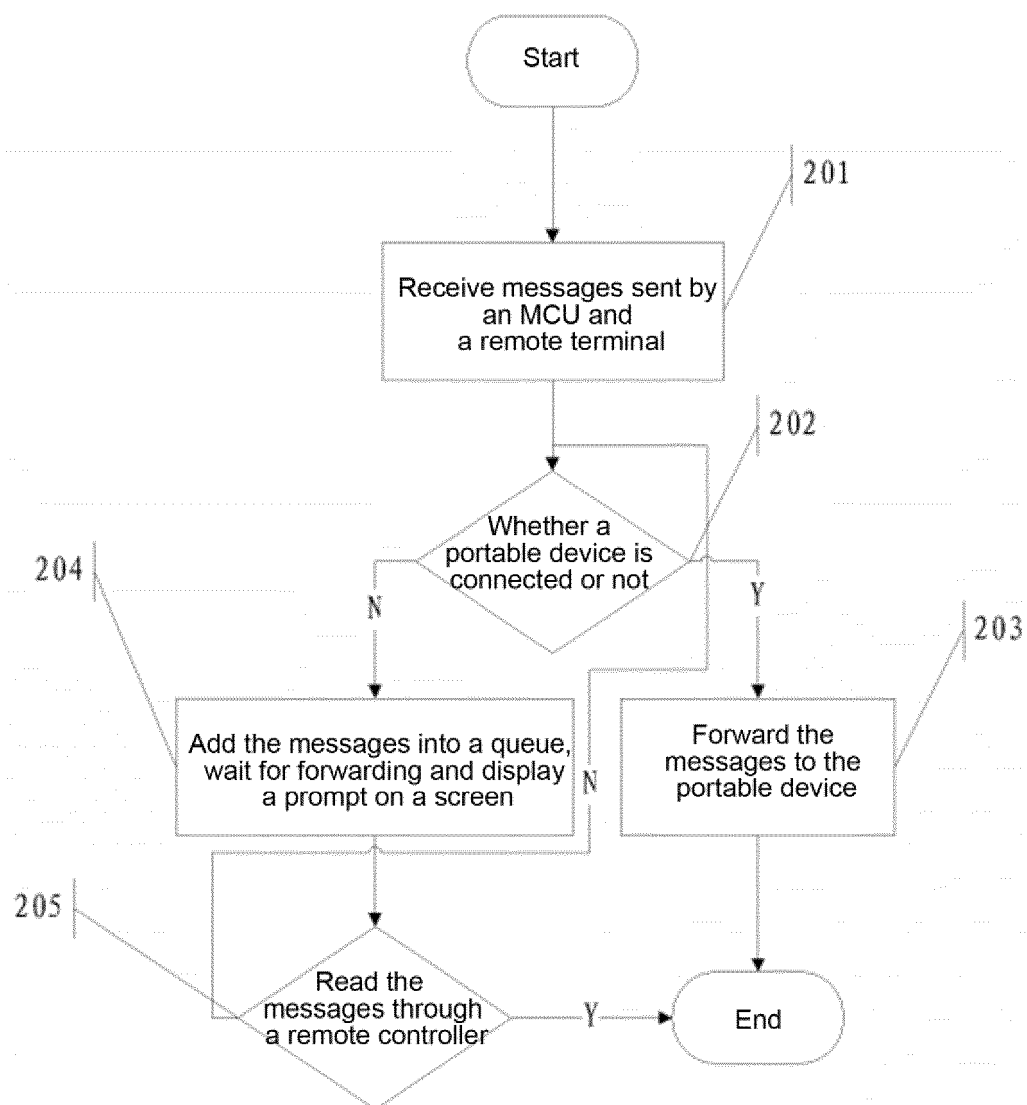 Start
201
Receive messages sent by
an MCU and
a remote terminal
202
Whether a
portable device is
connected or not
204
N
Y
203
Add the messages into a queue,
wait for forwarding and display
a prompt on a screen
N
Forward the
messages to the
portable device
205
Read the
messages through
a remote controller
Y
End